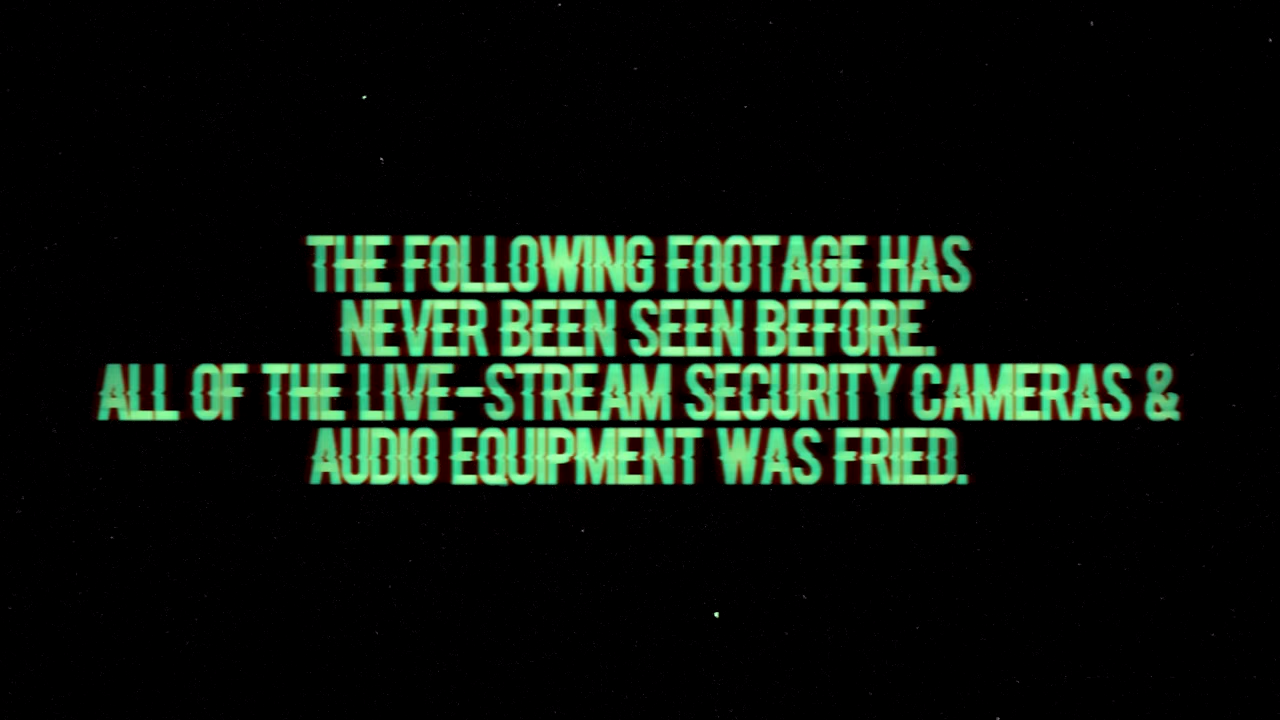 THE FOLLOWING FOOTAGE HAS
NEVER BEEN SEEN BEFORE.
ALL OF THE LIVE-STREAM SECURITY CAMERAS &
AUDIO EQUIPMENT WAS FRIED.